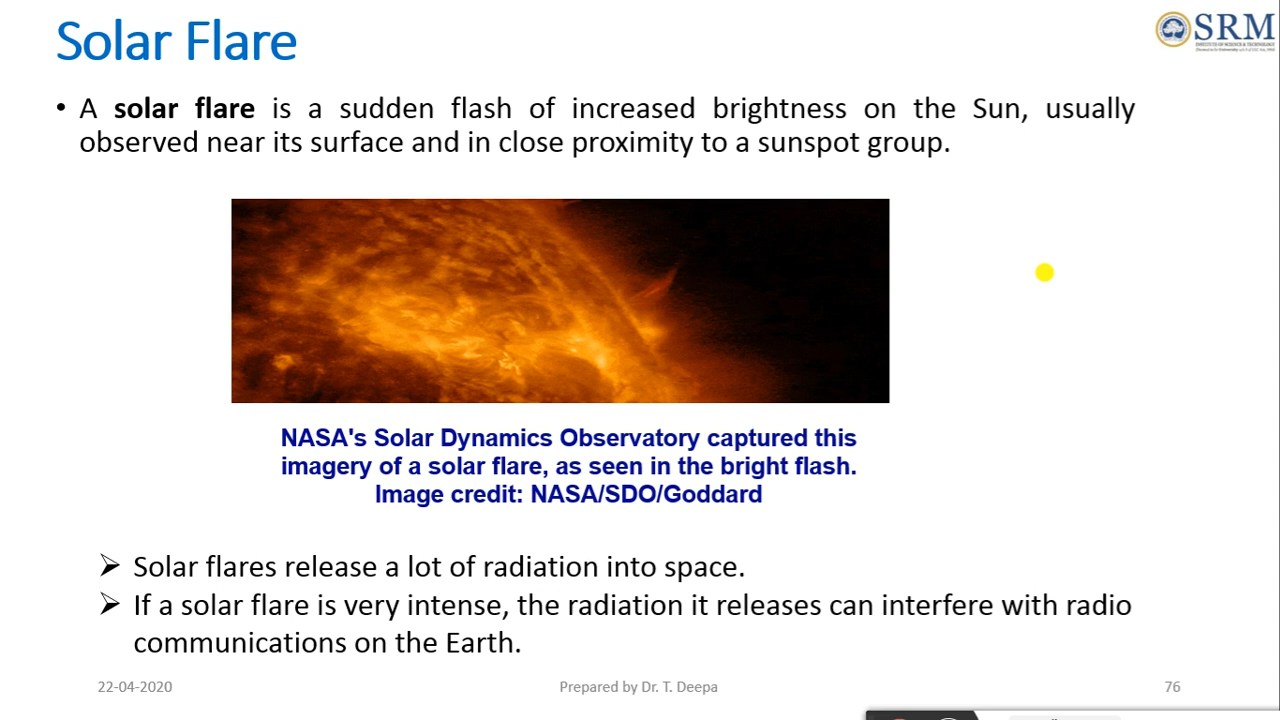 Solar Flare
SRM
INSTITUTE OF SCIENCE & TECHNOLOGY
• A solar flare is a sudden flash of increased brightness on the Sun, usually
observed near its surface and in close proximity to a sunspot group.
NASA's Solar Dynamics Observatory captured this
imagery of a solar flare, as seen in the bright flash.
Image credit: NASA/SDO/Goddard
➢ Solar flares release a lot of radiation into space.
➢ If a solar flare is very intense, the radiation it releases can interfere with radio
communications on the Earth.
22-04-2020
Prepared by Dr. T. Deepa
76